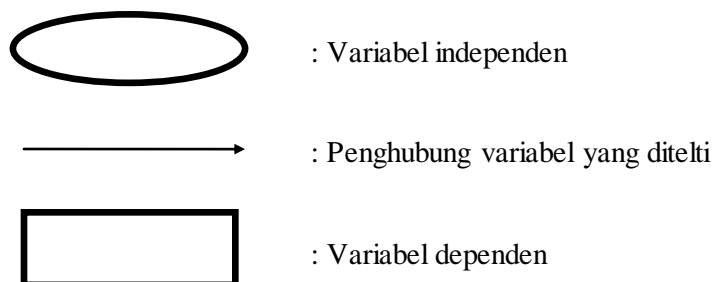 : Variabel independen
: Penghubung variabel yang ditelti
: Variabel dependen